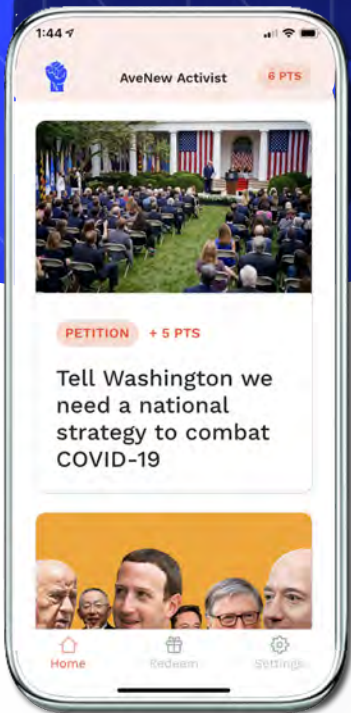 1:44
AveNew Activist
6 PTS
PETITION
+ 5 PTS
Tell Washington we
need a national
strategy to combat
COVID-19
Home
Redeem
Settings